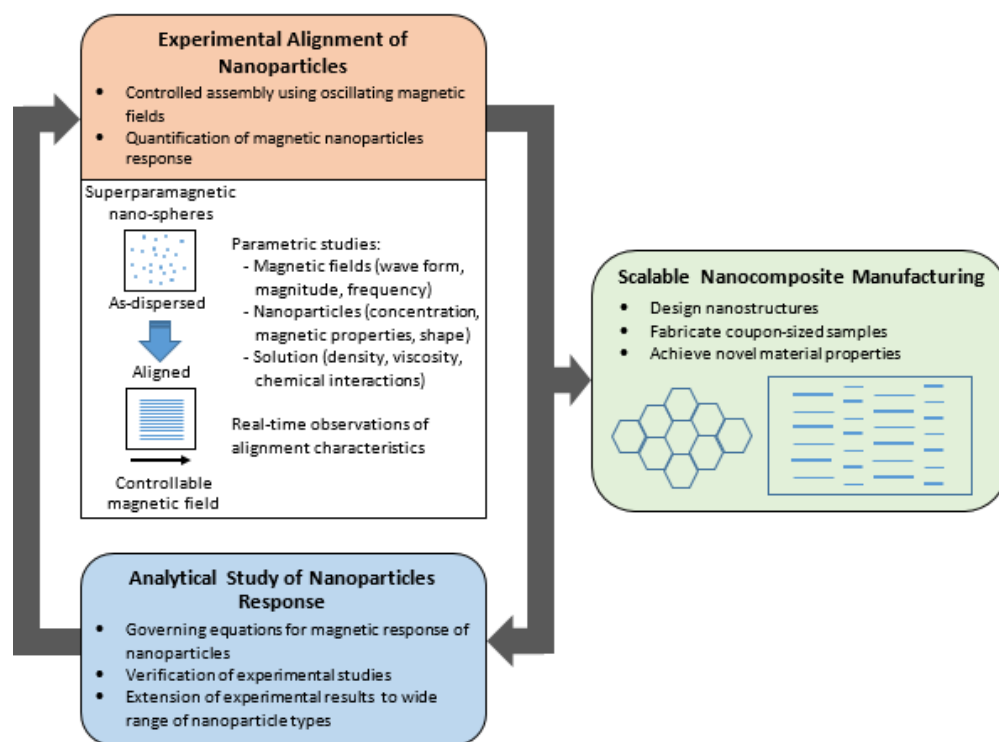 Experimental Alignment of
Nanoparticles
• Controlled assembly using oscillating magnetic
fields
• Quantification of magnetic nanoparticles
response
Superparamagnetic
nano-spheres
As-dispersed
Aligned
Controllable
magnetic field
Parametric studies:
- Magnetic fields (wave form,
magnitude, frequency)
- Nanoparticles (concentration,
magnetic properties, shape)
- Solution (density, viscosity,
chemical interactions)
Real-time observations of
alignment characteristics
Scalable Nanocomposite Manufacturing
• Design nanostructures
• Fabricate coupon-sized samples
• Achieve novel material properties
Analytical Study of Nanoparticles
Response
• Governing equations for magnetic response of
nanoparticles
• Verification of experimental studies
• Extension of experimental results to wide
range of nanoparticle types